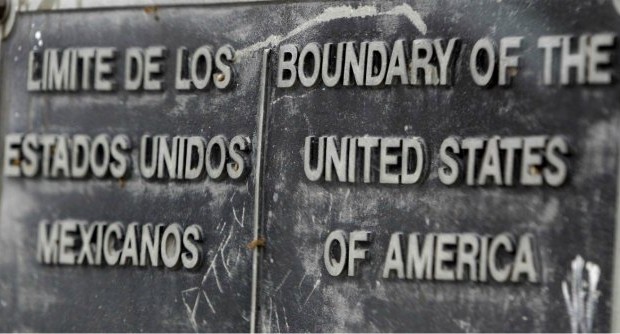 LIMITE DE LOS
ESTADOS UNIDOS
MEXICANOS
BOUNDARY OF THE
UNITED STATES
OF AMERICA